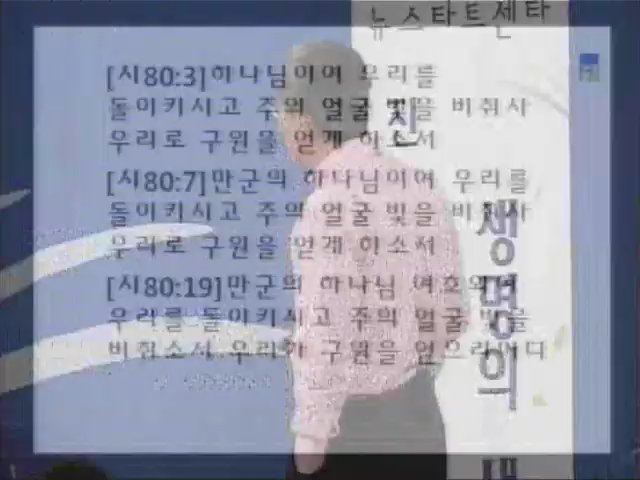 뉴스타트센타
[시80:3]하나님이여 우리를
돌이키시고 주의 얼굴 빛을 비취사
우리로 구원을 얻게 하소서
[시80:7]만군의 하나님이여 우리를
돌이키시고 주의 얼굴 빛을 비취사
우리로 구원을 얻게 하소서
[시80:19]만군의 하나님 여호와여
우리를 돌이키시고 주의 얼굴 빛을
비취소서 우리가 구원을 얻으리이다
진
생명의